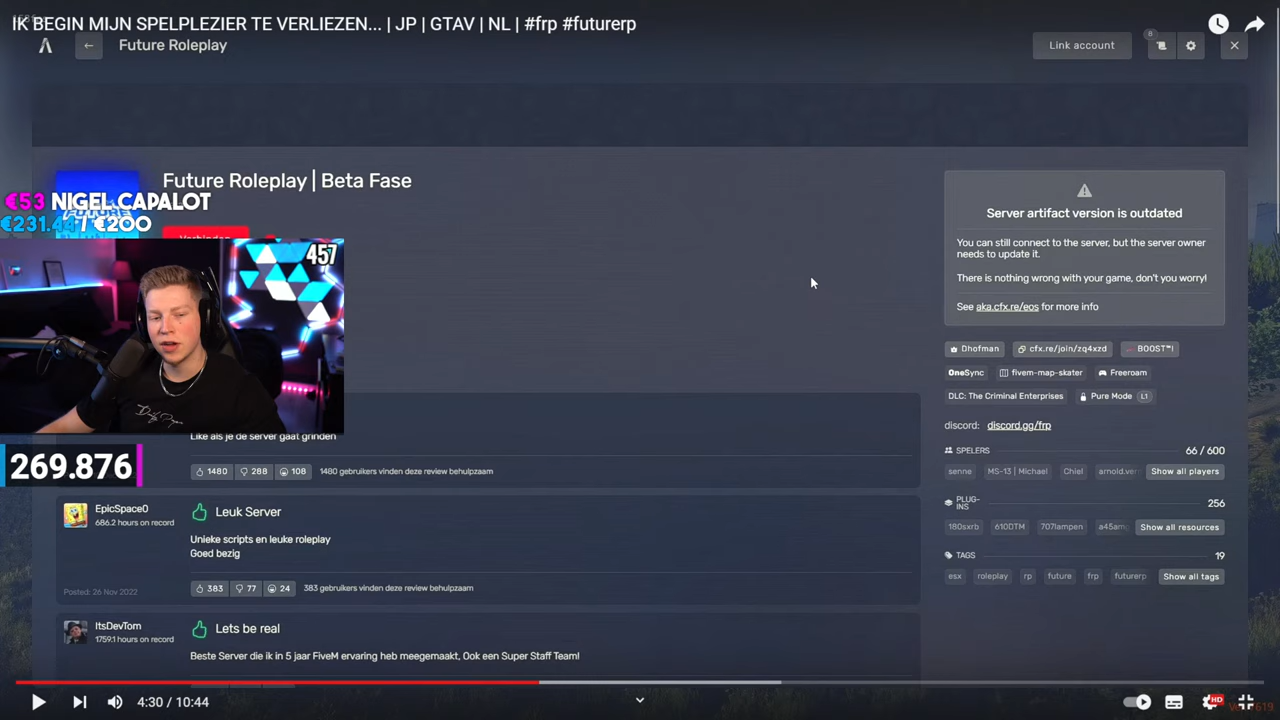 IK BEGIN MIJN SPELPLEZIER TE VERLIEZEN... | JP | GTAV | NL | #frp #futurerp
Future Roleplay
Link account
8
Future Roleplay | Beta Fase
Verbinden
€53 NIGEL CAPALOT
€231.44 / €200
457
Server artifact version is outdated
You can still connect to the server, but the server owner
needs to update it.
There is nothing wrong with your game, don't you worry!
See aka.cfx.re/eos for more info
Dhofman
cfx.re/join/zq4xzd
BOOST™!
OneSync
fivem-map-skater
Freeroam
DLC: The Criminal Enterprises
Pure Mode L1
discord: discord.gg/frp
SPELERS
66 / 600
senne
MS-13 | Michael
Chiel
arnold.ver
Show all players
PLUG-
INS
256
180sxrb
610DTM
707lampen
a45am
Show all resources
TAGS
19
esx
roleplay
rp
future
frp
futurerp
Show all tags
Like als je de server gaat grinden
1480
288
108
1480 gebruikers vinden deze review behulpzaam
269.876
EpicSpace0
686.2 hours on record
Leuk Server
Unieke scripts en leuke roleplay
Goed bezig
Posted: 26 Nov 2022
383
77
24
383 gebruikers vinden deze review behulpzaam
ItsDevTom
1759.1 hours on record
Lets be real
Beste Server die ik in 5 jaar FiveM ervaring heb meegemaakt, Ook een Super Staff Team!
4:30 / 10:44
HD